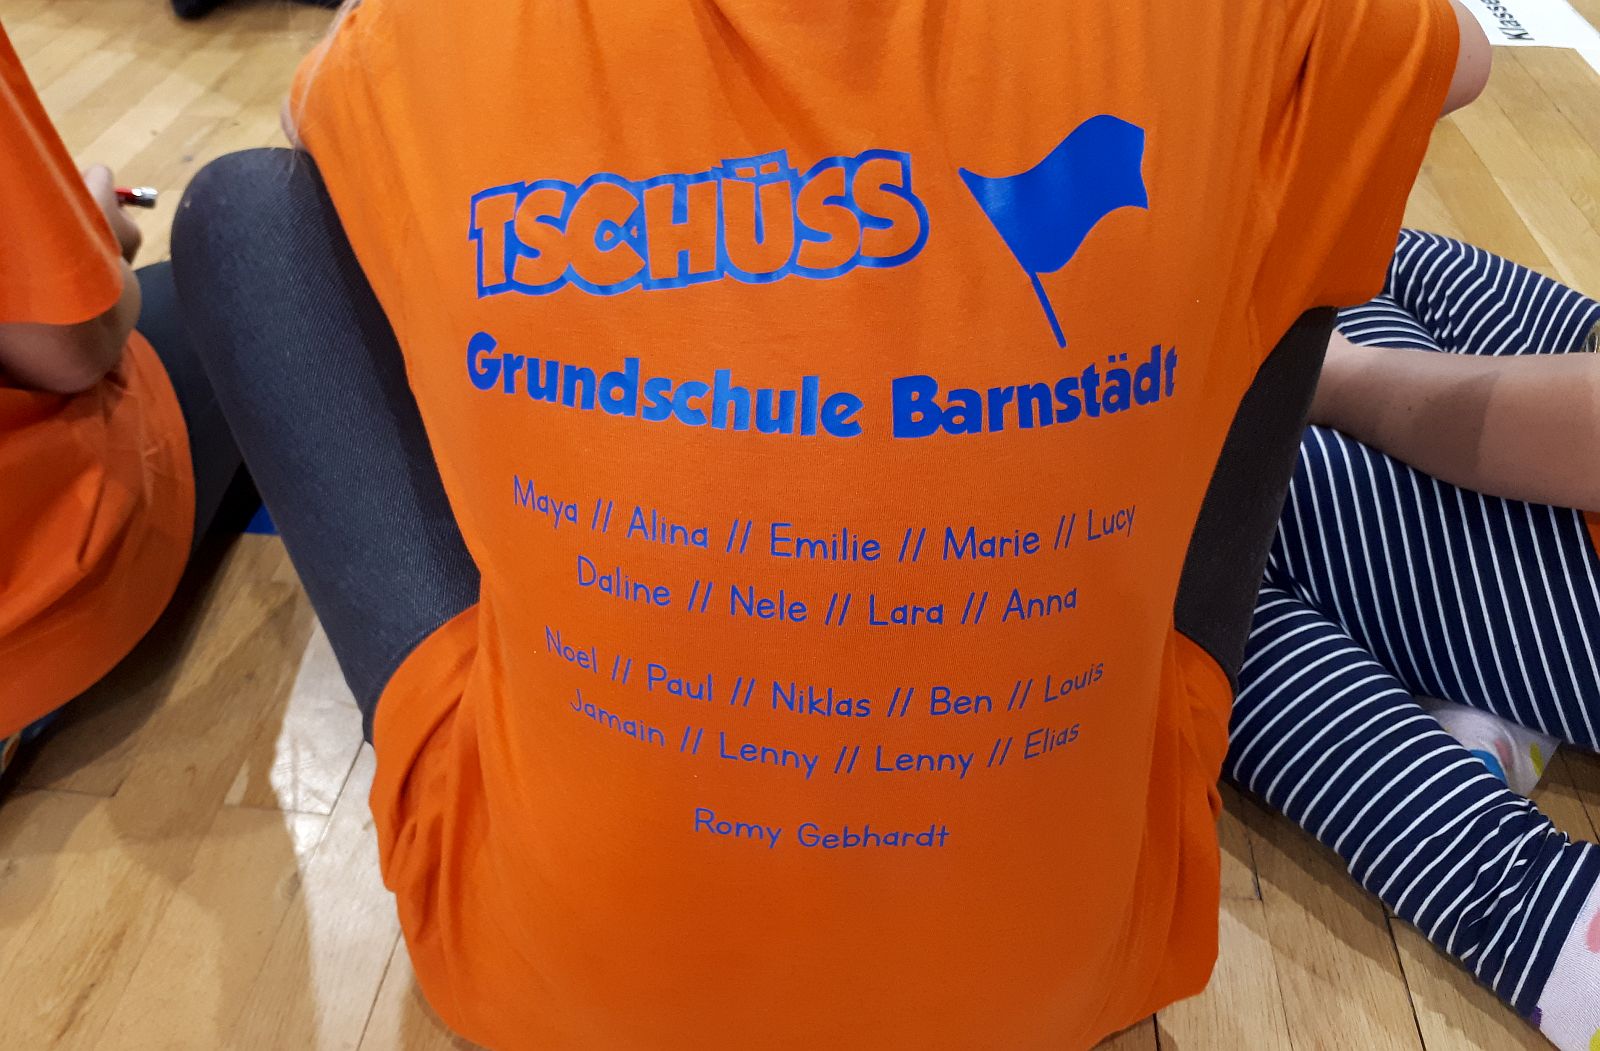 Klasse
TSCHÜSS
Grundschule Barnstädt
Maya // Alina // Emilie // Marie // Lucy
Daline // Nele // Lara // Anna
Noel // Paul // Niklas // Ben // Louis
Jamain // Lenny // Lenny // Elias
Romy Gebhardt